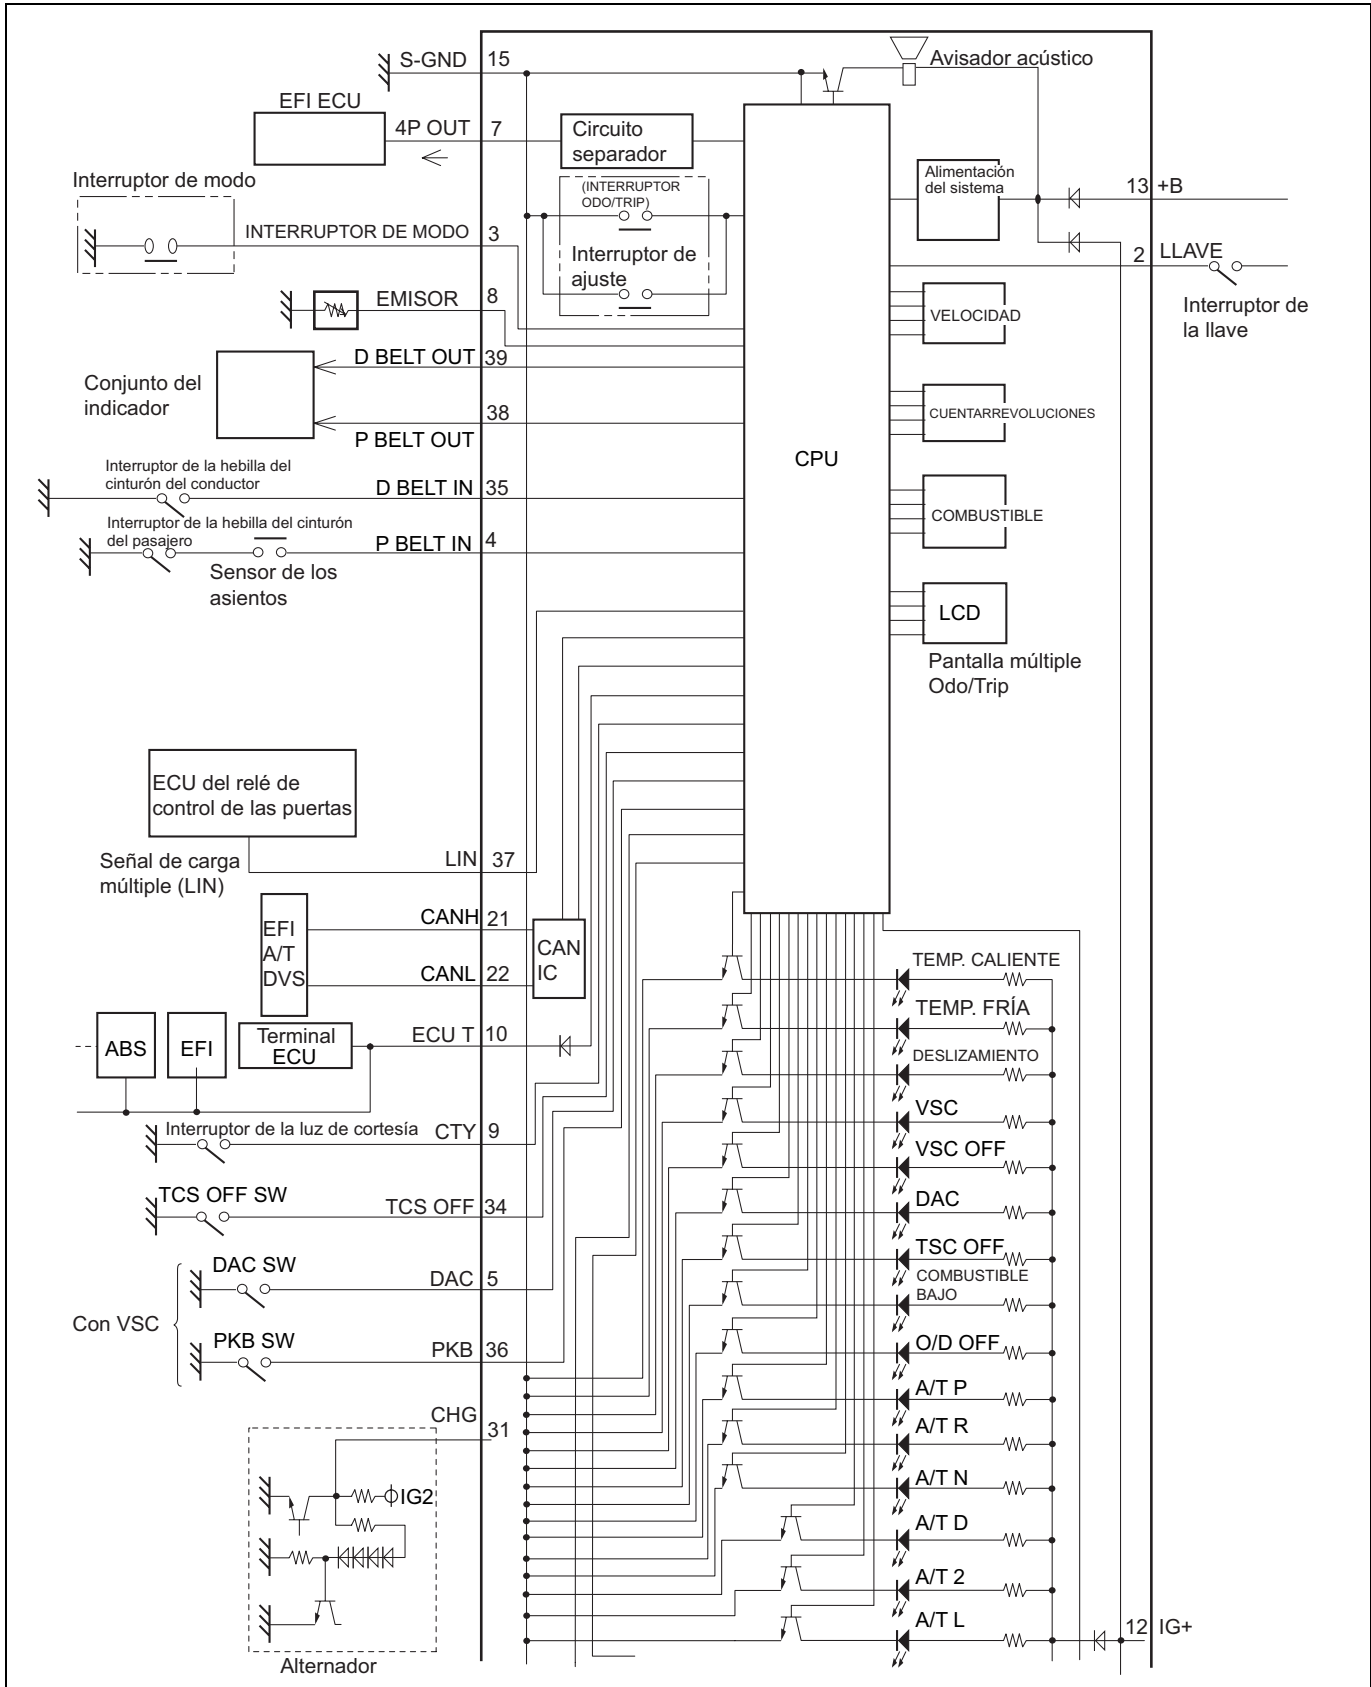 S-GND 15
Avisador acústico
EFI ECU
4P OUT 7
Circuito
separador
Interruptor de modo
(INTERRUPTOR
ODO/TRIP)
Alimentación
del sistema
13 +B
INTERRUPTOR DE MODO 3
Interruptor de
ajuste
2 LLAVE
EMISOR 8
VELOCIDAD
Interruptor de
la llave
D BELT OUT 39
Conjunto del
indicador
38
P BELT OUT
CUENTARREVOLUCIONES
CPU
Interruptor de la hebilla del
cinturón del conductor
D BELT IN 35
COMBUSTIBLE
Interruptor de la hebilla del cinturón
del pasajero
P BELT IN 4
Sensor de los
asientos
LCD
Pantalla múltiple
Odo/Trip
ECU del relé de
control de las puertas
LIN 37
Señal de carga
múltiple (LIN)
CANH 21
EFI
A/T
DVS
CAN
IC
CANL 22
TEMP. CALIENTE
TEMP. FRÍA
ABS
EFI
Terminal
ECU
ECU T 10
DESLIZAMIENTO
VSC
Interruptor de la luz de cortesía
CTY 9
VSC OFF
TCS OFF SW
TCS OFF 34
DAC
TSC OFF
DAC SW
DAC 5
COMBUSTIBLE
BAJO
Con VSC
PKB SW
PKB 36
O/D OFF
A/T P
CHG
31
A/T R
IG2
A/T N
A/T D
A/T 2
A/T L
12 IG+
Alternador